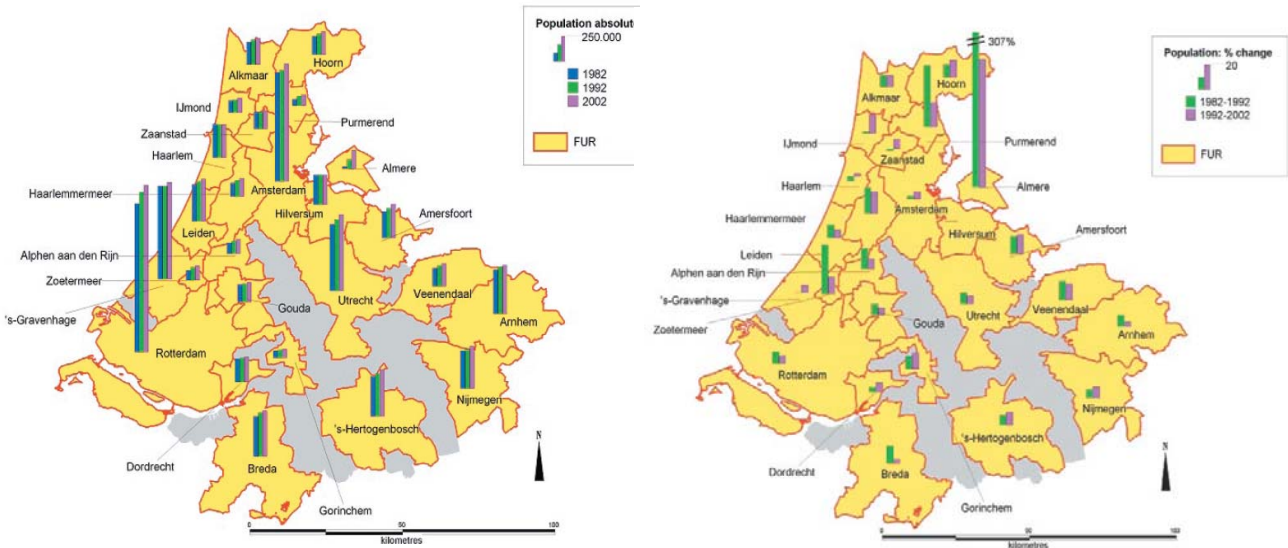 Population absolute
250.000
1982
1992
2002
FUR
Alkmaar
Hoorn
IJmond
Zaanstad
Purmerend
Haarlem
Almere
Haarlemmermeer
Amsterdam
Hilversum
Amersfoort
Leiden
Alphen aan den Rijn
Zoetermeer
Utrecht
Veenendaal
's-Gravenhage
Gouda
Arnhem
Rotterdam
Nijmegen
's-Hertogenbosch
Dordrecht
Breda
Gorinchem
N
0 50 100
kilometres
307%
Population: % change
20
1982-1992
1992-2002
FUR
Alkmaar
Hoorn
IJmond
Purmerend
Zaanstad
Haarlem
Almere
Amsterdam
Haarlemmermeer
Hilversum
Amersfoort
Leiden
Alphen aan den Rijn
's-Gravenhage
Zoetermeer
Gouda
Utrecht
Veenendaal
Arnhem
Rotterdam
Nijmegen
's-Hertogenbosch
Dordrecht
Breda
Gorinchem
N
0
100
kilometres